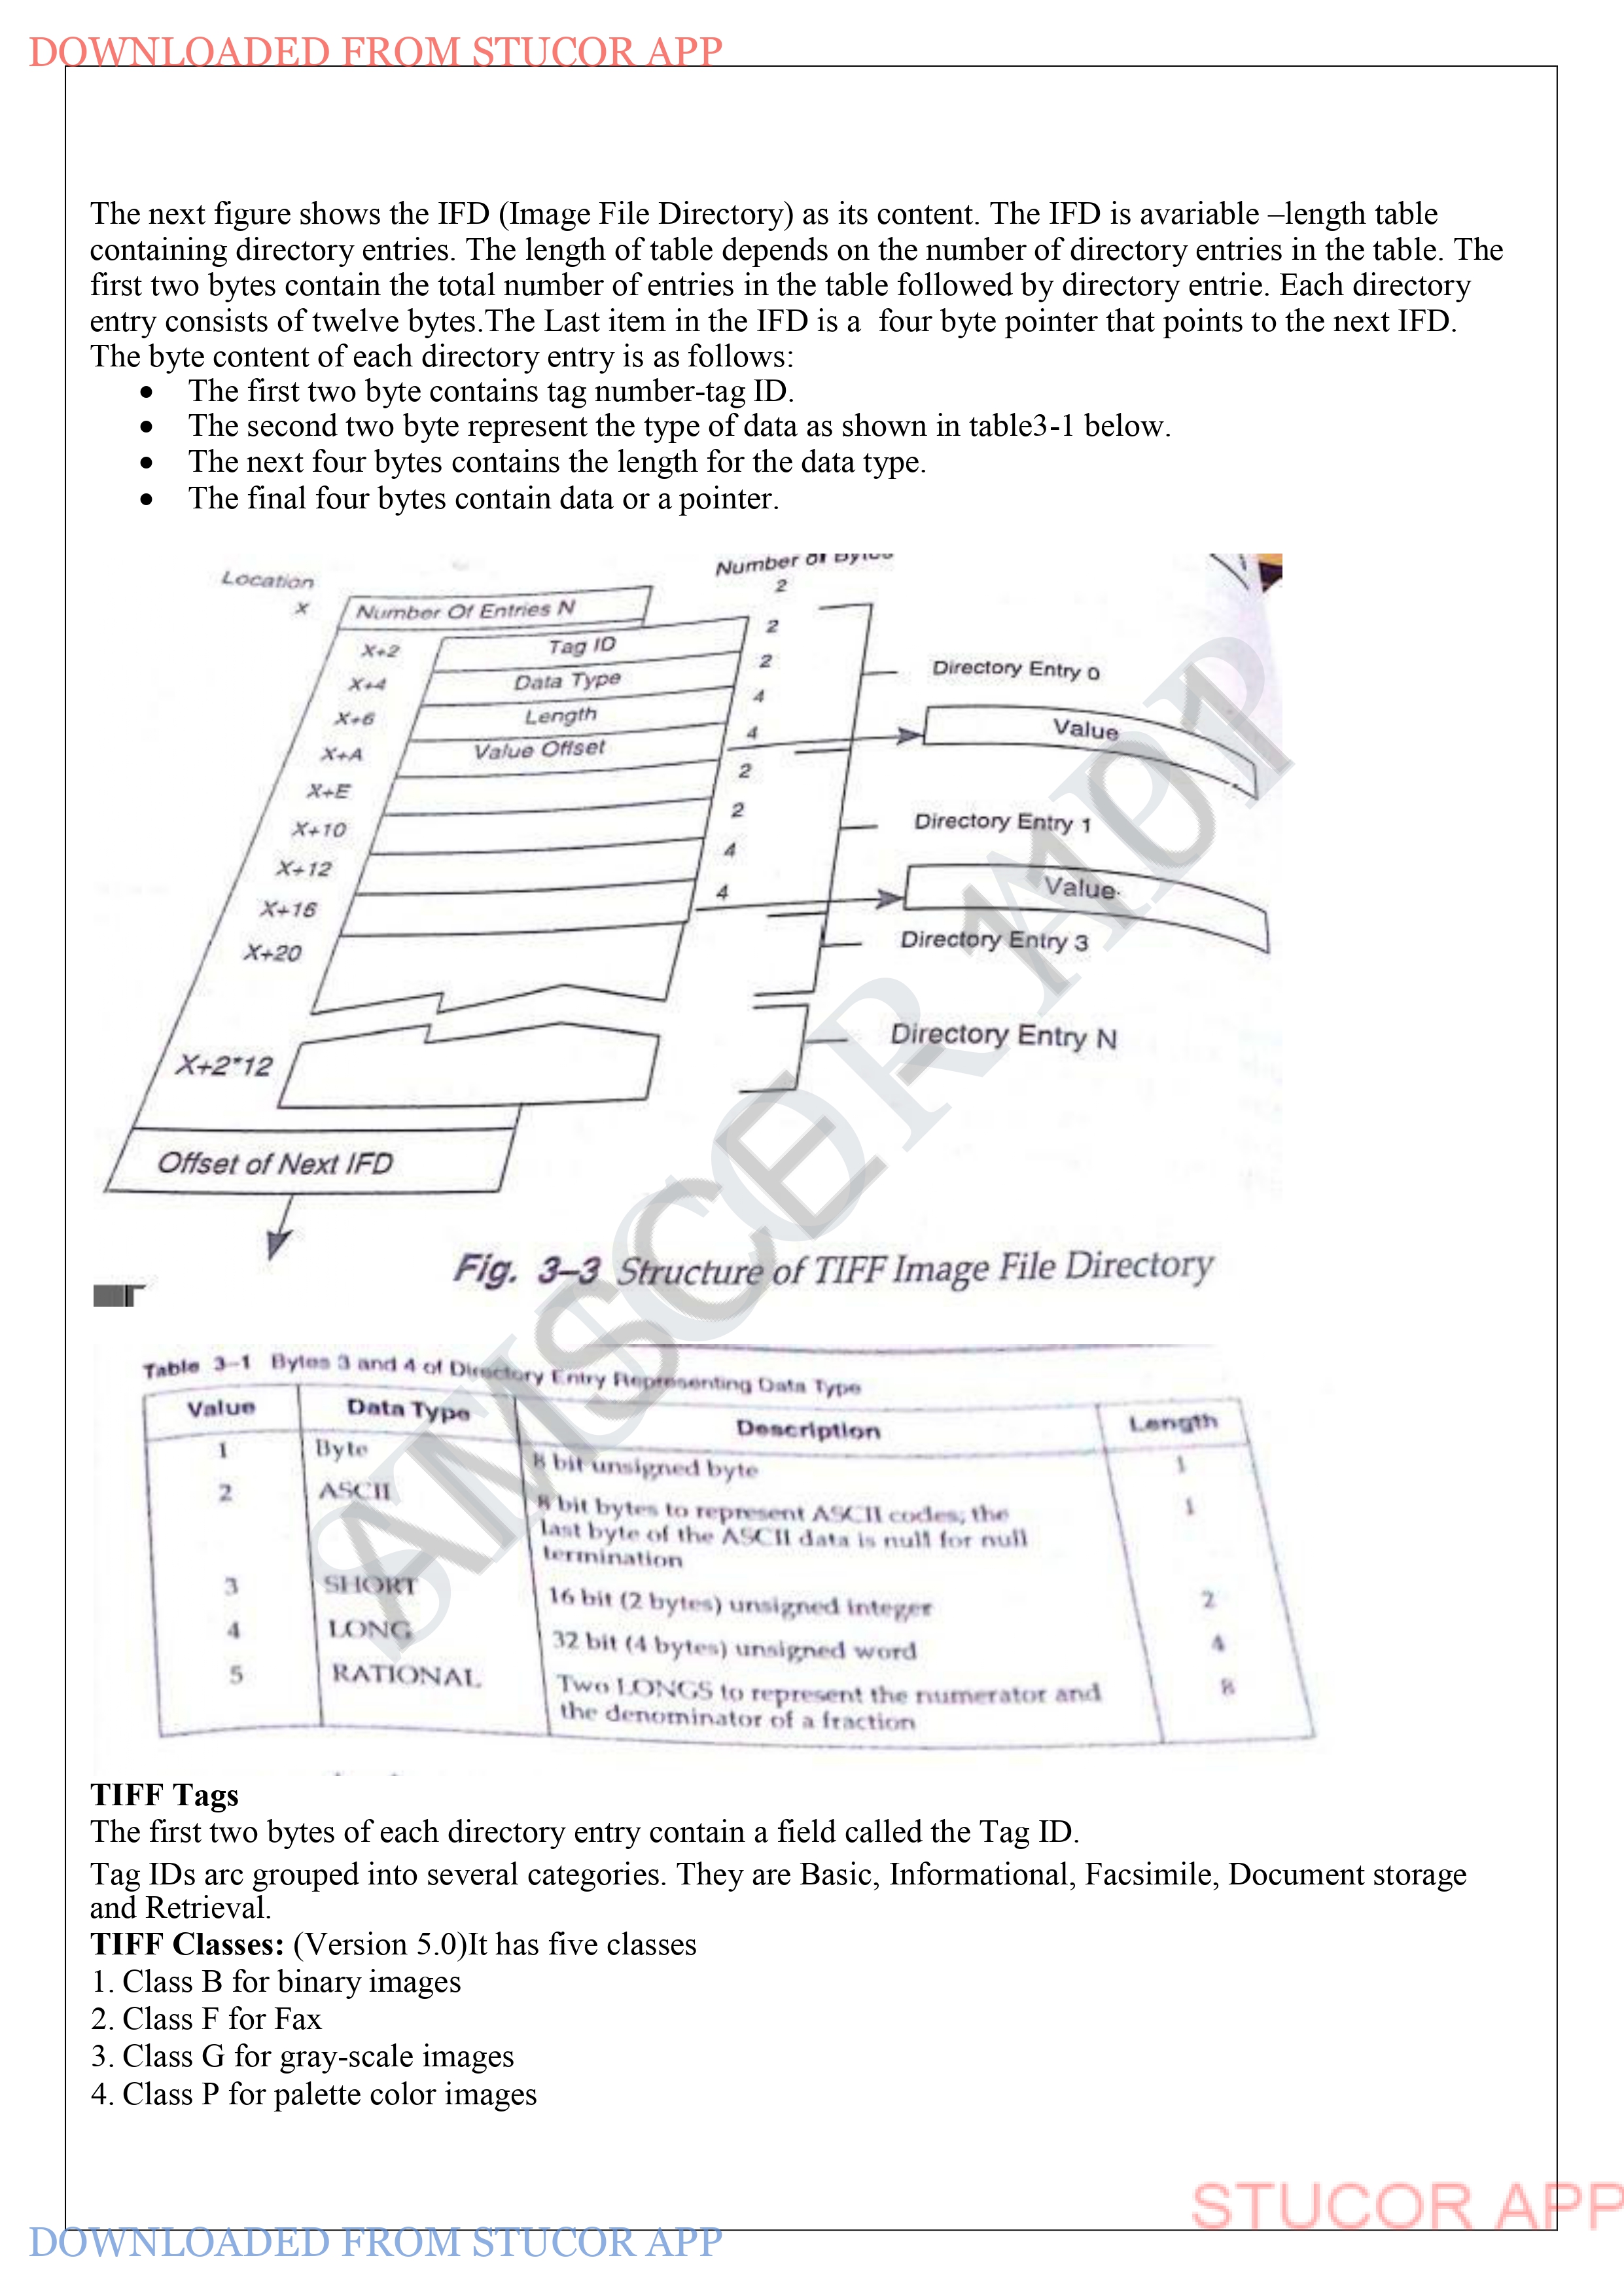 DOWNLOADED FROM STUCOR APP
The next figure shows the IFD (Image File Directory) as its content. The IFD is avariable –length table
containing directory entries. The length of table depends on the number of directory entries in the table. The
first two bytes contain the total number of entries in the table followed by directory entrie. Each directory
entry consists of twelve bytes.The Last item in the IFD is a  four byte pointer that points to the next IFD.
The byte content of each directory entry is as follows:
• The first two byte contains tag number-tag ID.
• The second two byte represent the type of data as shown in table3-1 below.
• The next four bytes contains the length for the data type.
• The final four bytes contain data or a pointer.
Location
Number of Bytes
x
Number Of Entries N
2
X+2
Tag ID
2
X+4
Data Type
2
Directory Entry 0
X+6
Length
4
X+A
Value Offset
4
Value
X+E
2
X+10
2
Directory Entry 1
X+12
4
X+16
4
Value
X+20
Directory Entry 3
X+2*12
Directory Entry N
Offset of Next IFD
Fig. 3–3 Structure of TIFF Image File Directory
Table 3–1 Bytes 3 and 4 of Directory Entry Representing Data Type
Value Data Type Description Length
1 Byte 8 bit unsigned byte 1
2 ASCII 8 bit bytes to represent ASCII codes; the 1
last byte of the ASCII data is null for null
termination
3 SHORT 16 bit (2 bytes) unsigned integer 2
4 LONG 32 bit (4 bytes) unsigned word 4
5 RATIONAL Two LONGS to represent the numerator and 8
the denominator of a fraction
TIFF Tags
The first two bytes of each directory entry contain a field called the Tag ID.
Tag IDs arc grouped into several categories. They are Basic, Informational, Facsimile, Document storage
and Retrieval.
TIFF Classes: (Version 5.0)It has five classes
1. Class B for binary images
2. Class F for Fax
3. Class G for gray-scale images
4. Class P for palette color images
STUCOR APP
DOWNLOADED FROM STUCOR APP
AMSCE 1101
STUCOR APP